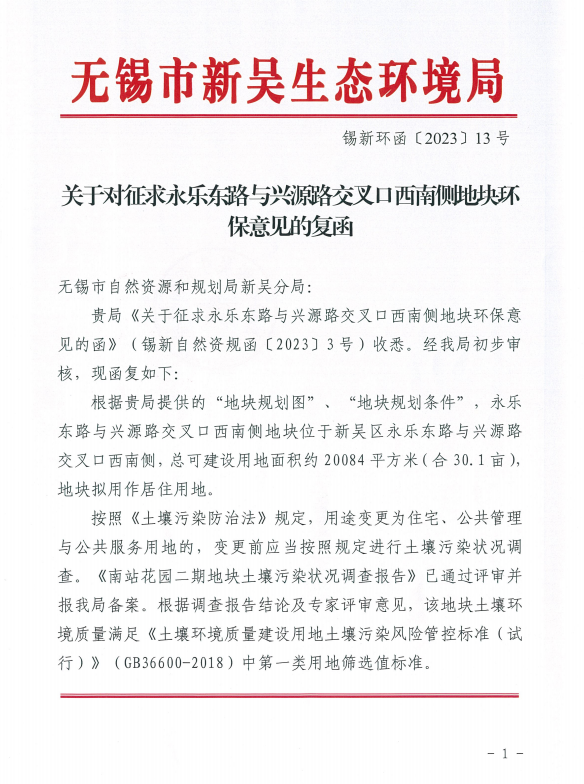 无锡市新吴生态环境局
锡新环函〔2023〕13号
关于对征求永乐东路与兴源路交叉口西南侧地块环
保意见的复函
无锡市自然资源和规划局新吴分局：
贵局《关于征求永乐东路与兴源路交叉口西南侧地块环保意
见的函》（锡新自然资规函〔2023〕3号）收悉。经我局初步审
核，现函复如下：
根据贵局提供的“地块规划图”、“地块规划条件”，永乐
东路与兴源路交叉口西南侧地块位于新吴区永乐东路与兴源路
交叉口西南侧，总可建设用地面积约20084平方米（合30.1亩），
地块拟用作居住用地。
按照《土壤污染防治法》规定，用途变更为住宅、公共管理
与公共服务用地的，变更前应当按照规定进行土壤污染状况调
查。《南站花园二期地块土壤污染状况调查报告》已通过评审并
报我局备案。根据调查报告结论及专家评审意见，该地块土壤环
境质量满足《土壤环境质量建设用地土壤污染风险管控标准（试
行）》（GB36600-2018）中第一类用地筛选值标准。
- 1 -